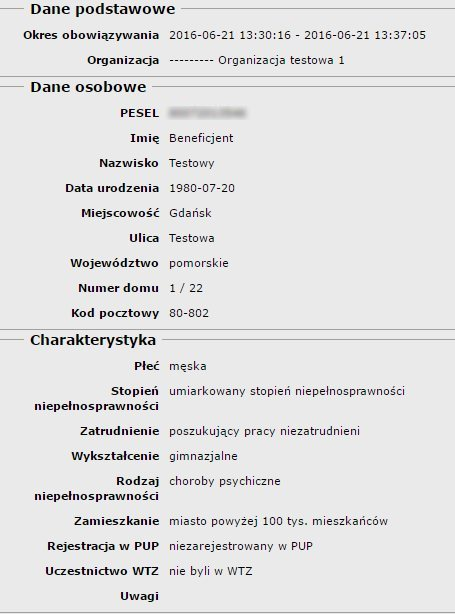 Dane podstawowe
Okres obowiązywania 2016-06-21 13:30:16 - 2016-06-21 13:37:05
Organizacja --------- Organizacja testowa 1
Dane osobowe
PESEL
Imię Beneficjent
Nazwisko Testowy
Data urodzenia 1980-07-20
Miejscowość Gdańsk
Ulica Testowa
Województwo pomorskie
Numer domu 1 / 22
Kod pocztowy 80-802
Charakterystyka
Płeć męska
Stopień umiarkowany stopień niepełnosprawności
niepełnosprawności
Zatrudnienie poszukujący pracy niezatrudnieni
Wykształcenie gimnazjalne
Rodzaj choroby psychiczne
niepełnosprawności
Zamieszkanie miasto powyżej 100 tys. mieszkańców
Rejestracja w PUP niezarejestrowany w PUP
Uczestnictwo WTZ nie byli w WTZ
Uwagi